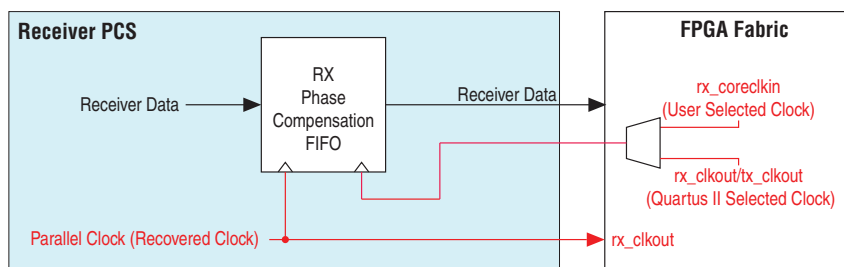 Receiver PCS
FPGA Fabric
RX
Phase
Compensation
FIFO
Receiver Data
Receiver Data
rx_coreclkin
(User Selected Clock)
rx_clkout/tx_clkout
(Quartus II Selected Clock)
Parallel Clock (Recovered Clock)
rx_clkout